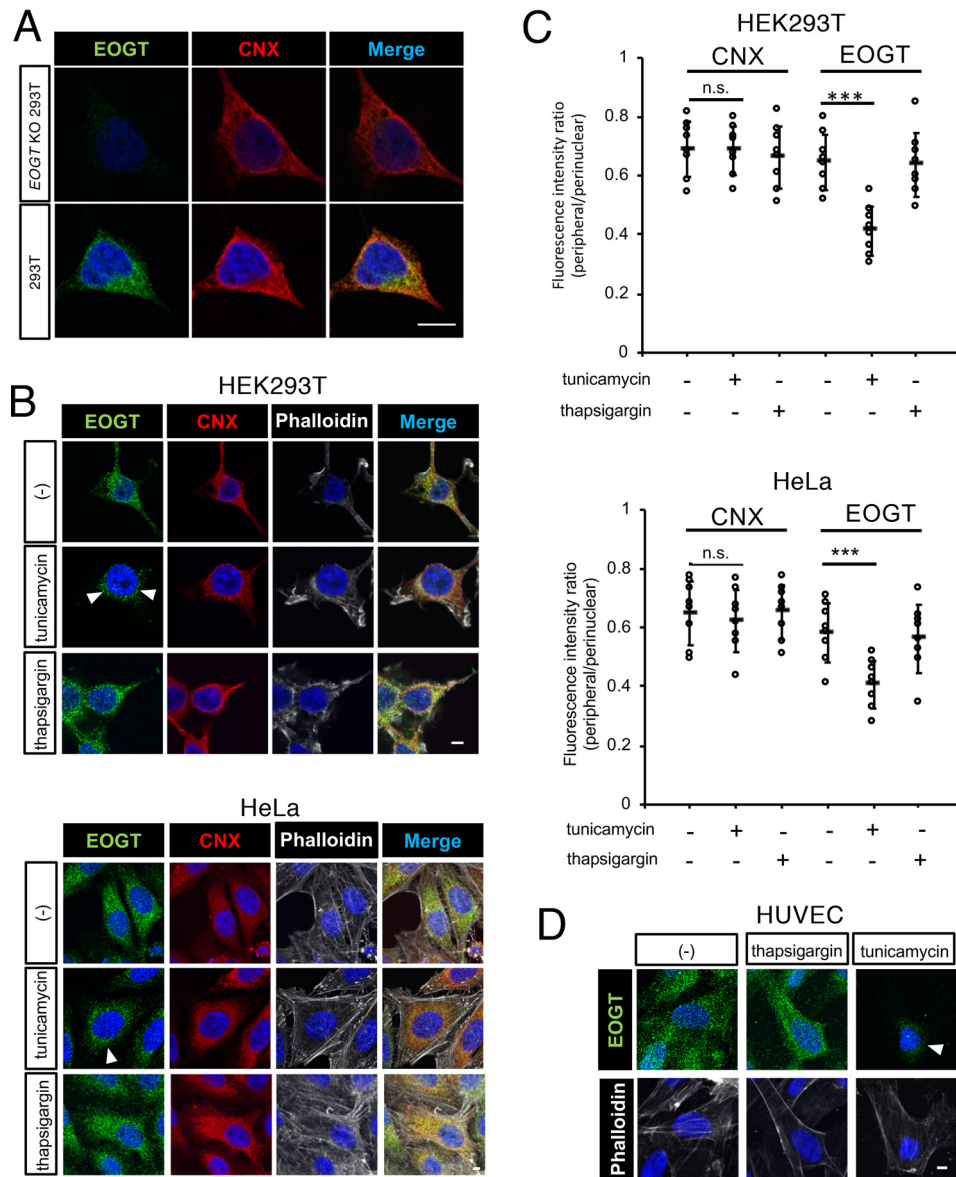 A
EOGT CNX Merge
EOGT KO 293T
293T
B
HEK293T
EOGT CNX Phalloidin Merge
(-)
tunicamycin
thapsigargin
HeLa
EOGT CNX Phalloidin Merge
(-)
tunicamycin
thapsigargin
C
HEK293T
CNX EOGT
n.s. ***
1
0.8
0.6
0.4
0.2
0
Fluorescence intensity ratio
(peripheral/perinuclear)
tunicamycin - + - - + -
thapsigargin - - + - - +
HeLa
CNX EOGT
n.s. ***
1
0.8
0.6
0.4
0.2
0
Fluorescence intensity ratio
(peripheral/perinuclear)
tunicamycin - + - - + -
thapsigargin - - + - - +
D
HUVEC
(-) thapsigargin tunicamycin
EOGT
Phalloidin